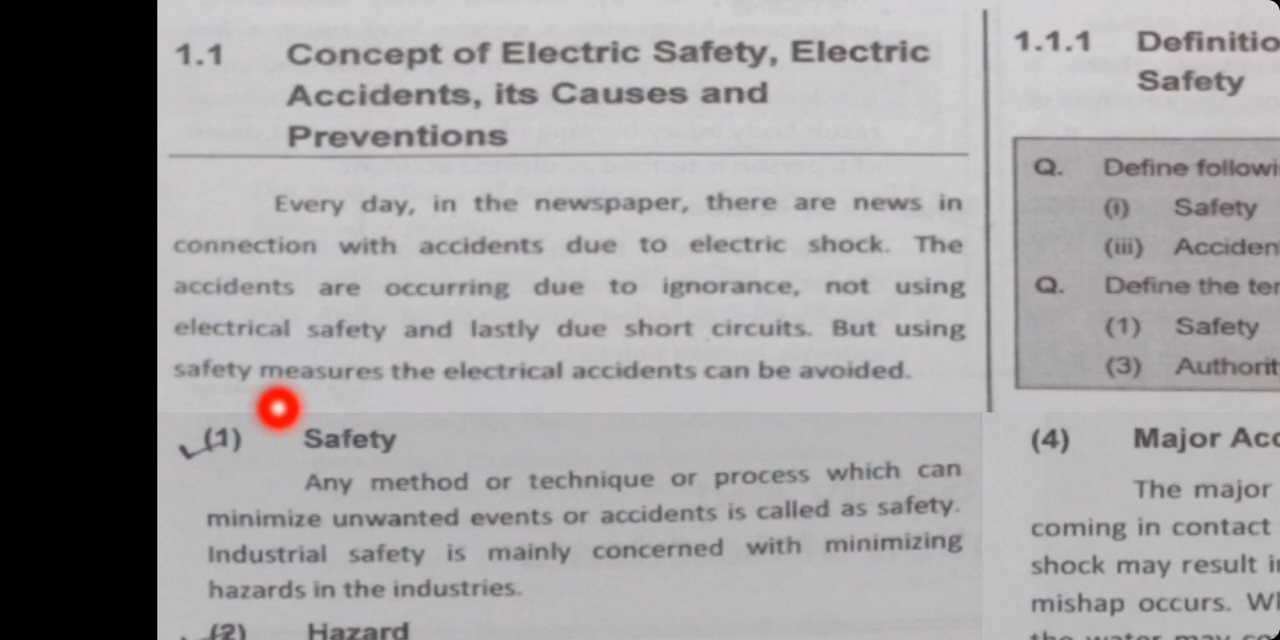 1.1 Concept of Electric Safety, Electric
Accidents, its Causes and
Preventions
Every day, in the newspaper, there are news in
connection with accidents due to electric shock. The
accidents are occurring due to ignorance, not using
electrical safety and lastly due short circuits. But using
safety measures the electrical accidents can be avoided.
(1) Safety
Any method or technique or process which can
minimize unwanted events or accidents is called as safety.
Industrial safety is mainly concerned with minimizing
hazards in the industries.
(2) Hazard
1.1.1 Definitio
Safety
Q. Define followi
(i) Safety
(iii) Acciden
Q. Define the ter
(1) Safety
(3) Authorit
(4) Major Acc
The major
coming in contact
shock may result i
mishap occurs. W
the water may co